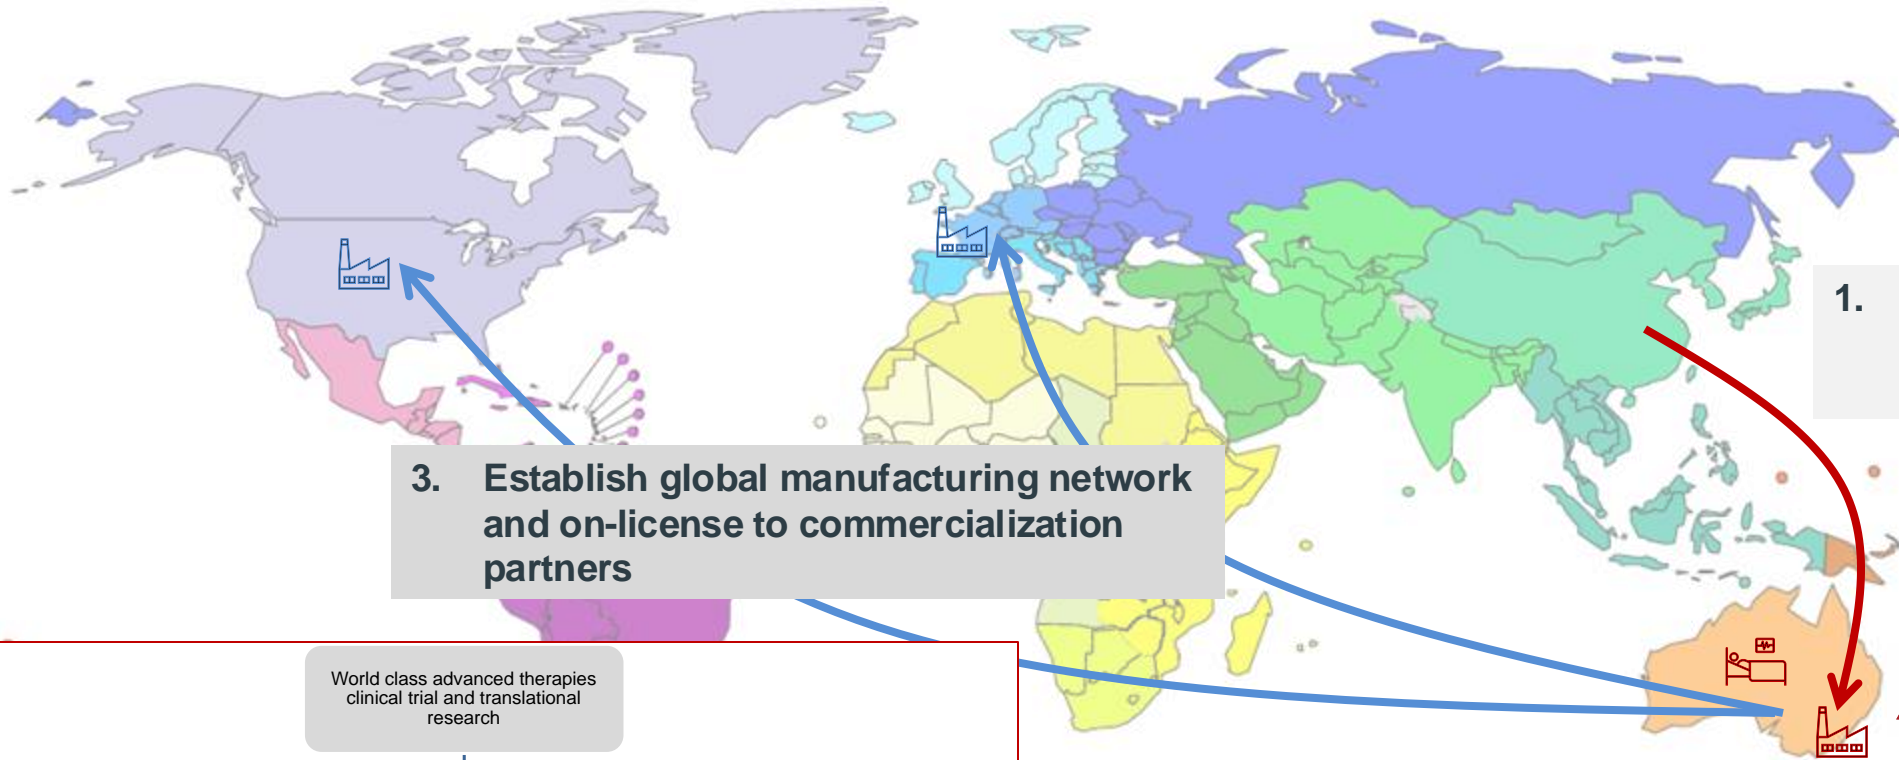 1.
3. Establish global manufacturing network
and on-license to commercialization
partners
World class advanced therapies
clinical trial and translational
research